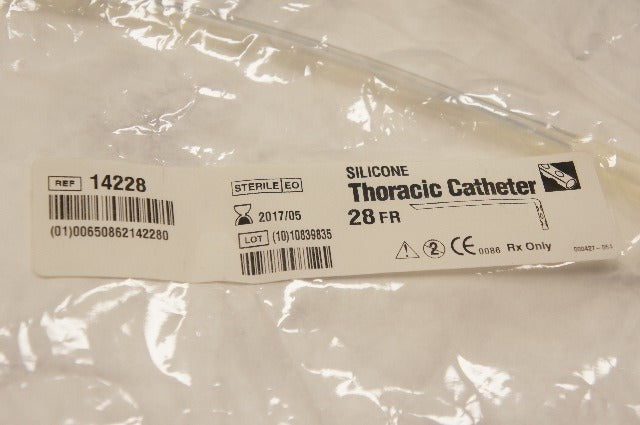 REF 14228
(01)00650862142280
STERILE EO
2017/05
LOT (10)10839835
SILICONE
Thoracic Catheter
28 FR
2 CE 0086 Rx Only